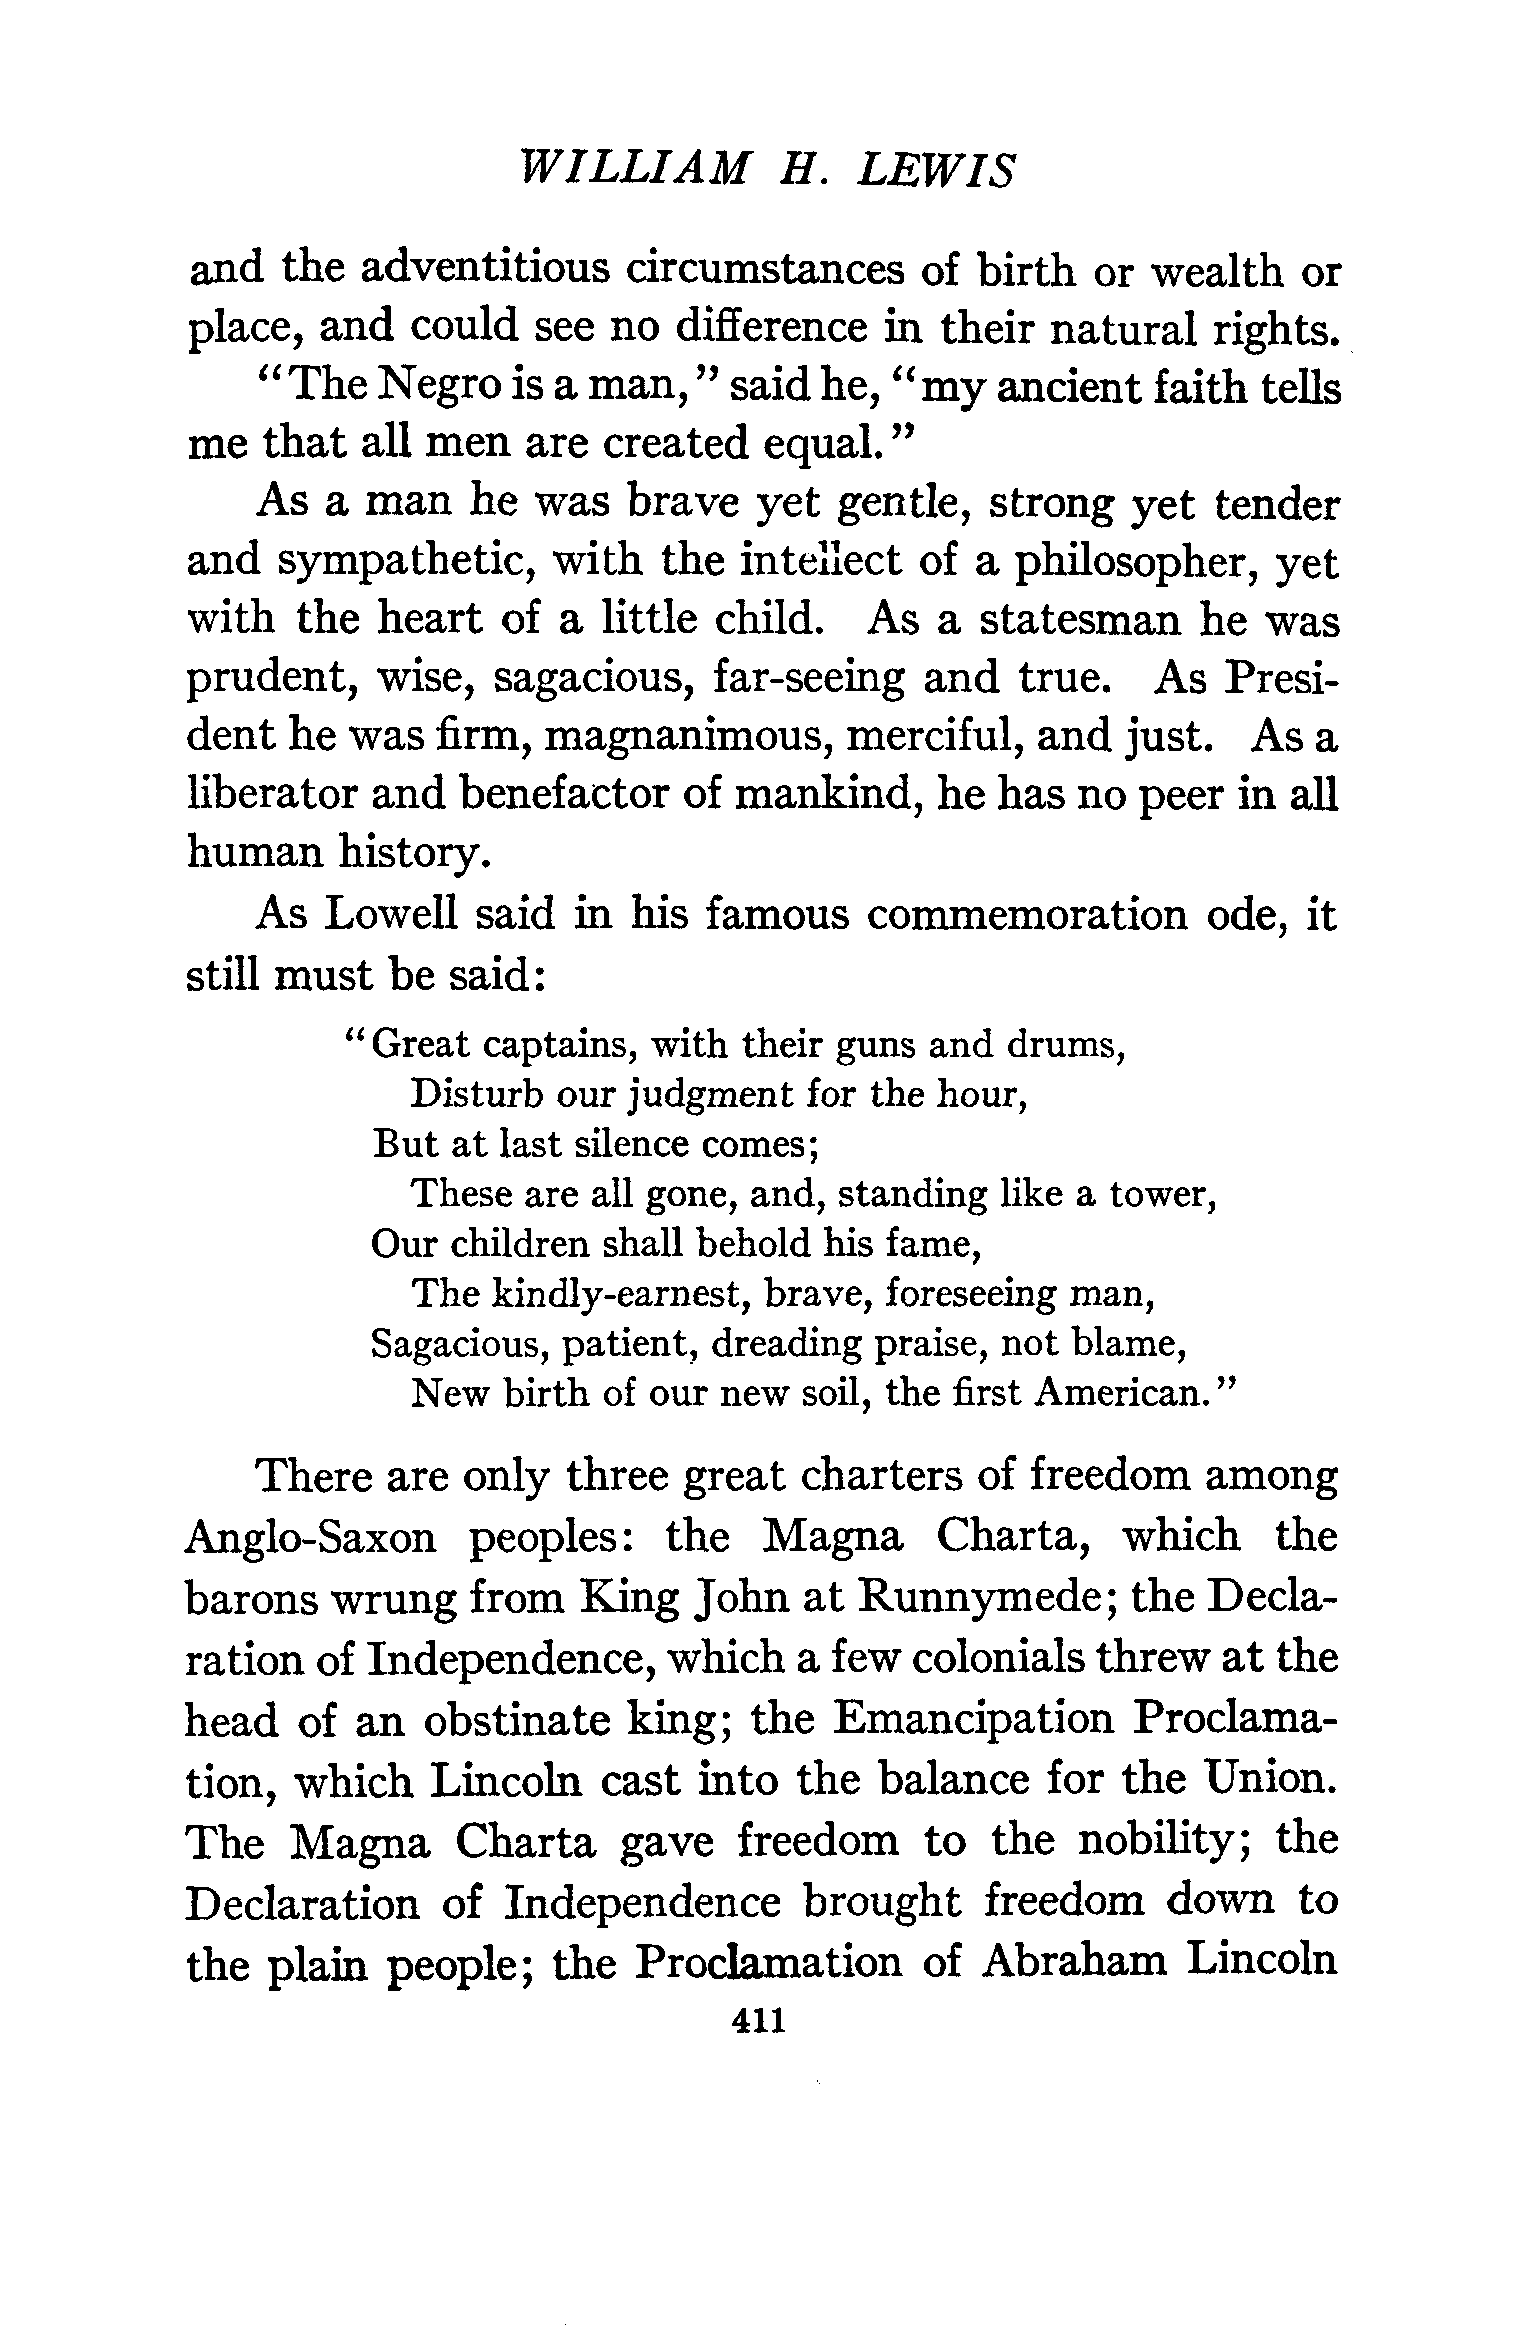 WILLIAM H. LEWIS
and the adventitious circumstances of birth or wealth or
place, and could see no difference in their natural rights.
"The Negro is a man," said he, "my ancient faith tells
me that all men are created equal."
As a man he was brave yet gentle, strong yet tender
and sympathetic, with the intellect of a philosopher, yet
with the heart of a little child. As a statesman he was
prudent, wise, sagacious, far-seeing and true. As Presi-
dent he was firm, magnanimous, merciful, and just. As a
liberator and benefactor of mankind, he has no peer in all
human history.
As Lowell said in his famous commemoration ode, it
still must be said:
"Great captains, with their guns and drums,
Disturb our judgment for the hour,
But at last silence comes;
These are all gone, and, standing like a tower,
Our children shall behold his fame,
The kindly-earnest, brave, foreseeing man,
Sagacious, patient, dreading praise, not blame,
New birth of our new soil, the first American."
There are only three great charters of freedom among
Anglo-Saxon peoples: the Magna Charta, which the
barons wrung from King John at Runnymede; the Decla-
ration of Independence, which a few colonials threw at the
head of an obstinate king; the Emancipation Proclama-
tion, which Lincoln cast into the balance for the Union.
The Magna Charta gave freedom to the nobility; the
Declaration of Independence brought freedom down to
the plain people; the Proclamation of Abraham Lincoln
411